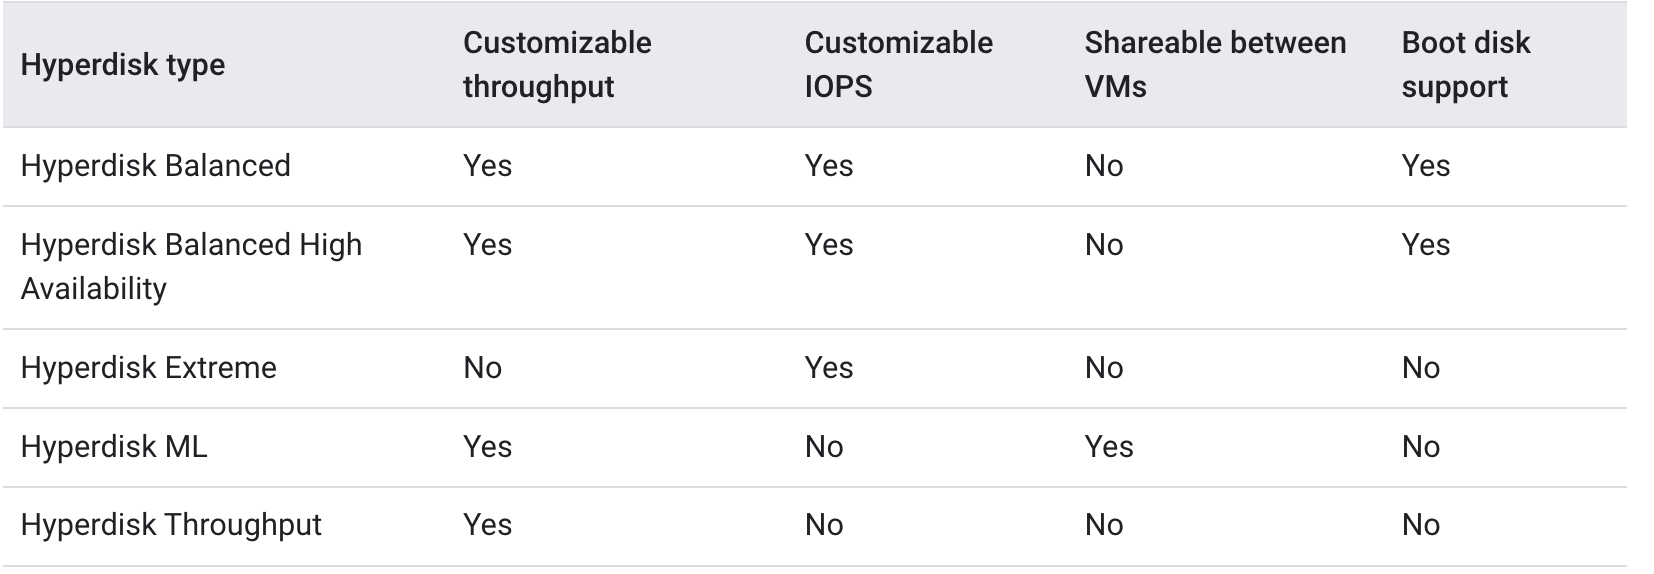 Hyperdisk type Customizable throughput Customizable IOPS Shareable between VMs Boot disk support
Hyperdisk Balanced Yes Yes No Yes
Hyperdisk Balanced High Availability Yes Yes No Yes
Hyperdisk Extreme No Yes No No
Hyperdisk ML Yes No Yes No
Hyperdisk Throughput Yes No No No